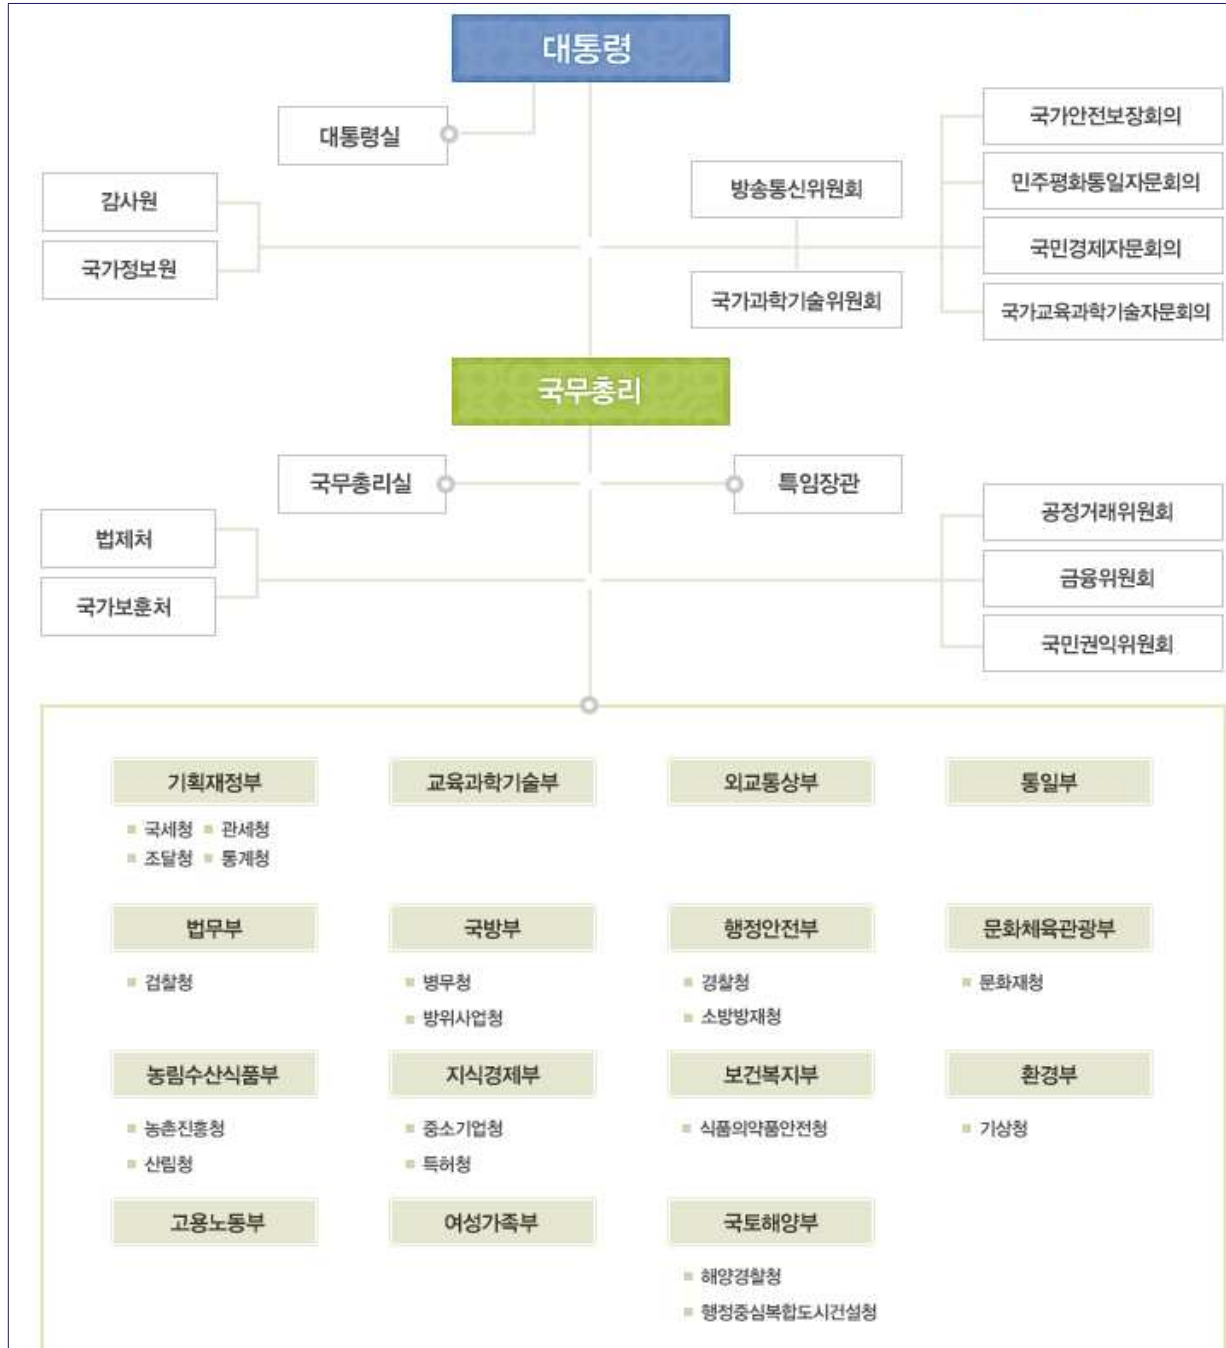 대통령
대통령실
국가안전보장회의
감사원
방송통신위원회
민주평화통일자문회의
국가정보원
국민경제자문회의
국가과학기술위원회
국가교육과학기술자문회의
국무총리
국무총리실
특임장관
공정거래위원회
법제처
금융위원회
국가보훈처
국민권익위원회
기획재정부 교육과학기술부 외교통상부 통일부
국세청 관세청
조달청 통계청
법무부 국방부 행정안전부 문화체육관광부
검찰청 병무청 경찰청 문화재청
방위사업청 소방방재청
농림수산식품부 지식경제부 보건복지부 환경부
농촌진흥청 중소기업청 식품의약품안전청 기상청
산림청 특허청
고용노동부 여성가족부 국토해양부
해양경찰청
행정중심복합도시건설청